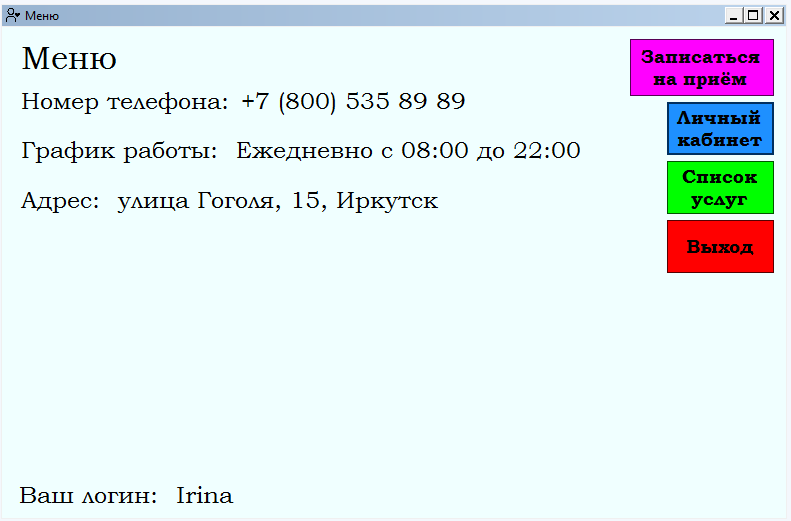 Меню
Меню
Номер телефона: +7 (800) 535 89 89
График работы: Ежедневно с 08:00 до 22:00
Адрес: улица Гоголя, 15, Иркутск
Записаться
на приём
Личный
кабинет
Список
услуг
Выход
Ваш логин: Irina